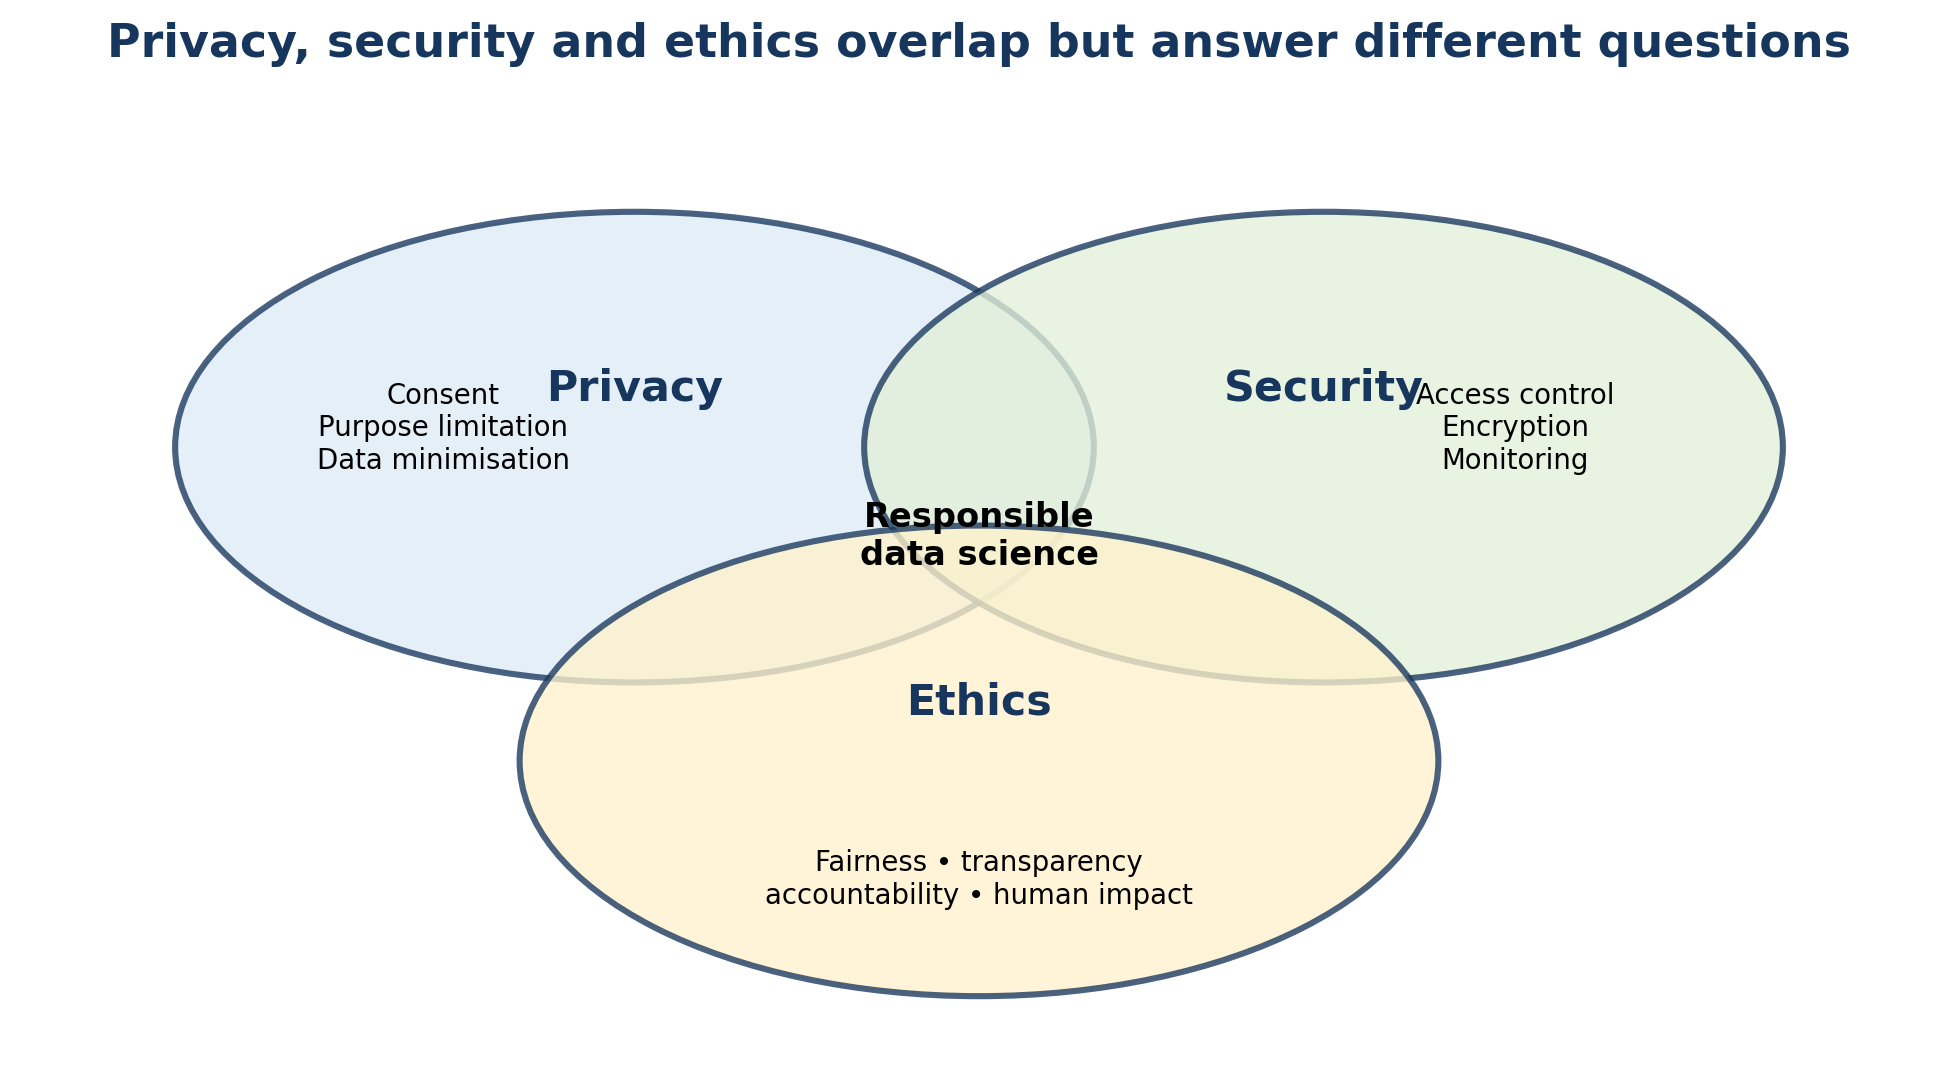 Privacy, security and ethics overlap but answer different questions
Privacy
Consent
Purpose limitation
Data minimisation
Security
Access control
Encryption
Monitoring
Responsible
data science
Ethics
Fairness • transparency
accountability • human impact